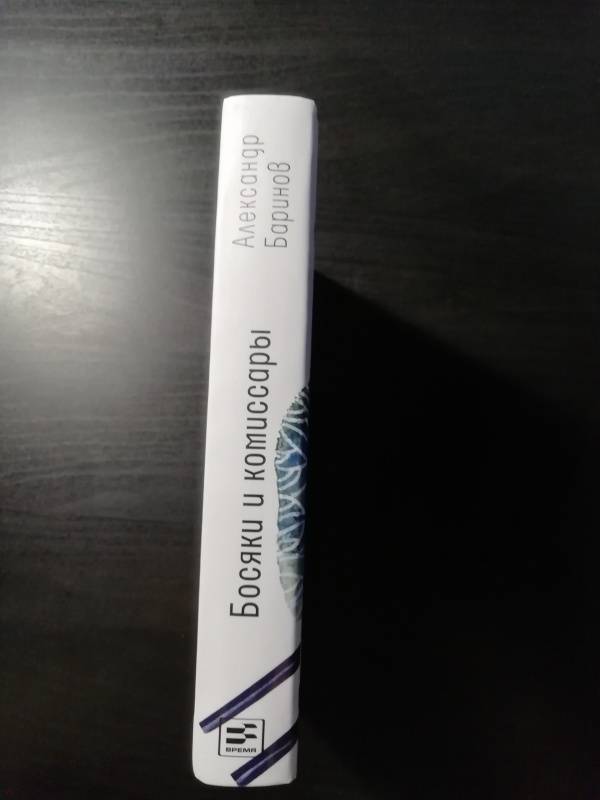 Александр
Баринов
Босяки и комиссары
ВРЕМЯ